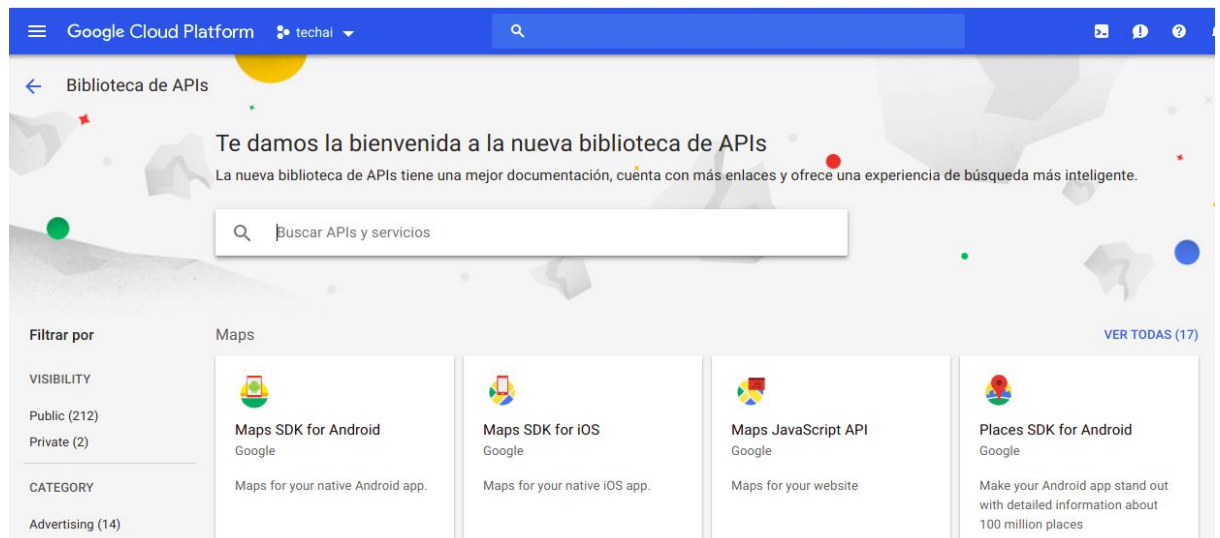 Google Cloud Platform techai
Biblioteca de APIs
Te damos la bienvenida a la nueva biblioteca de APIs
La nueva biblioteca de APIs tiene una mejor documentación, cuenta con más enlaces y ofrece una experiencia de búsqueda más inteligente.
Buscar APIs y servicios
Filtrar por
VISIBILITY
Public (212)
Private (2)
CATEGORY
Advertising (14)
Maps
VER TODAS (17)
Maps SDK for Android
Google
Maps for your native Android app.
Maps SDK for iOS
Google
Maps for your native iOS app.
Maps JavaScript API
Google
Maps for your website
Places SDK for Android
Google
Make your Android app stand out
with detailed information about
100 million places